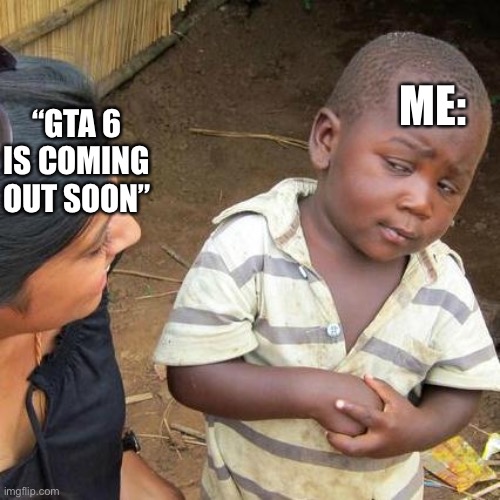 “GTA 6
IS COMING
OUT SOON”
ME:
imgflip.com